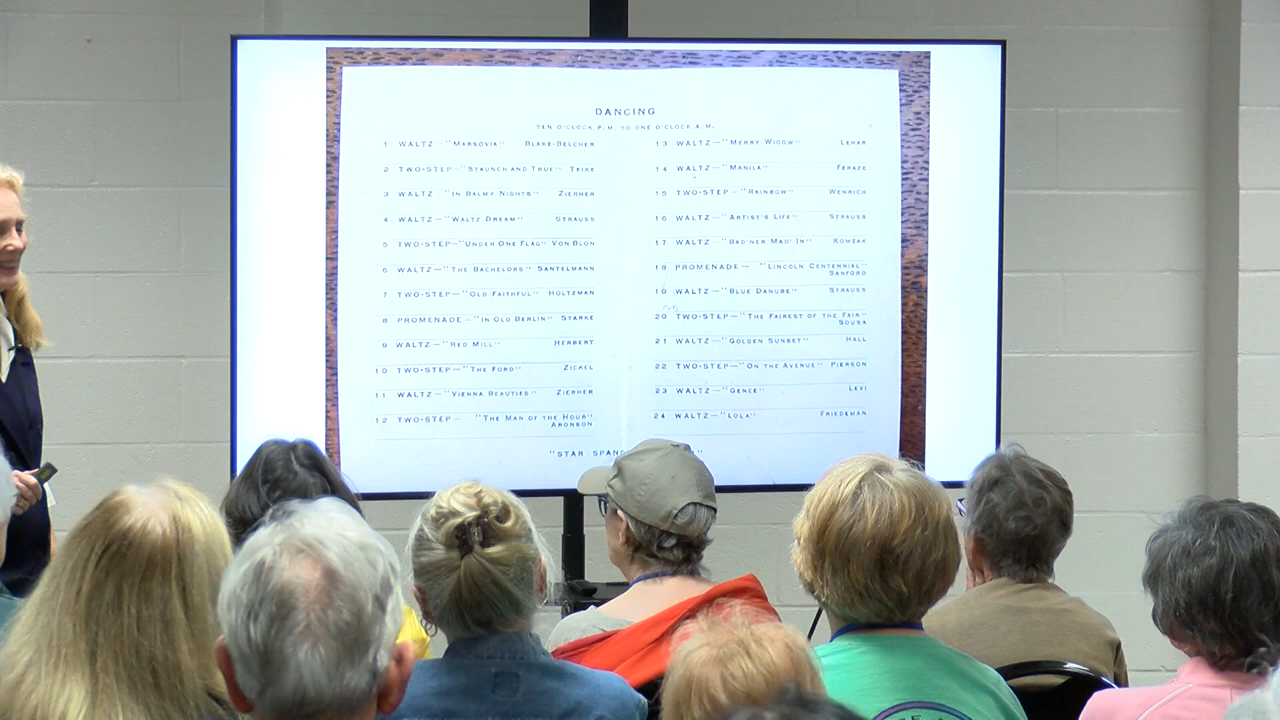 DANCING
TEN O'CLOCK P.M. TO ONE O'CLOCK A.M.
1 WALTZ—"MARSOVIA" BLAKE-BELCHER
2 TWO-STEP—"STAUNCH AND TRUE" TEIKE
3 WALTZ—"IN BALMY NIGHTS" ZIERHER
4 WALTZ—"WALTZ DREAM" STRAUSS
5 TWO-STEP—"UNDER ONE FLAG" VON BLON
6 WALTZ—"THE BACHELORS" SANTELMANN
7 TWO-STEP—"OLD FAITHFUL" HOLTZMAN
8 PROMENADE—"IN OLD BERLIN" STARKE
9 WALTZ—"RED MILL" HERBERT
10 TWO-STEP—"THE FORD" ZICKEL
11 WALTZ—"VIENNA BEAUTIES" ZIERHER
12 TWO-STEP— "THE MAN OF THE HOUR"
ARONSON
13 WALTZ—"MERRY WIDOW" LEHAR
14 WALTZ—"MANILA" FERAZE
15 TWO-STEP—"RAINBOW" WENRICH
16 WALTZ—"ARTIST'S LIFE" STRAUSS
17 WALTZ—"BAD'NER MAD'IN" KOMZAK
18 PROMENADE— "LINCOLN CENTENNIAL"
SANFORD
19 WALTZ—"BLUE DANUBE" STRAUSS
20 TWO-STEP—"THE FAIREST OF THE FAIR"
SOUSA
21 WALTZ—"GOLDEN SUNSET" HALL
22 TWO-STEP—"ON THE AVENUE" PIERSON
23 WALTZ—"GENEE" LEVI
24 WALTZ—"LOLA" FRIEDEMAN
"STAR